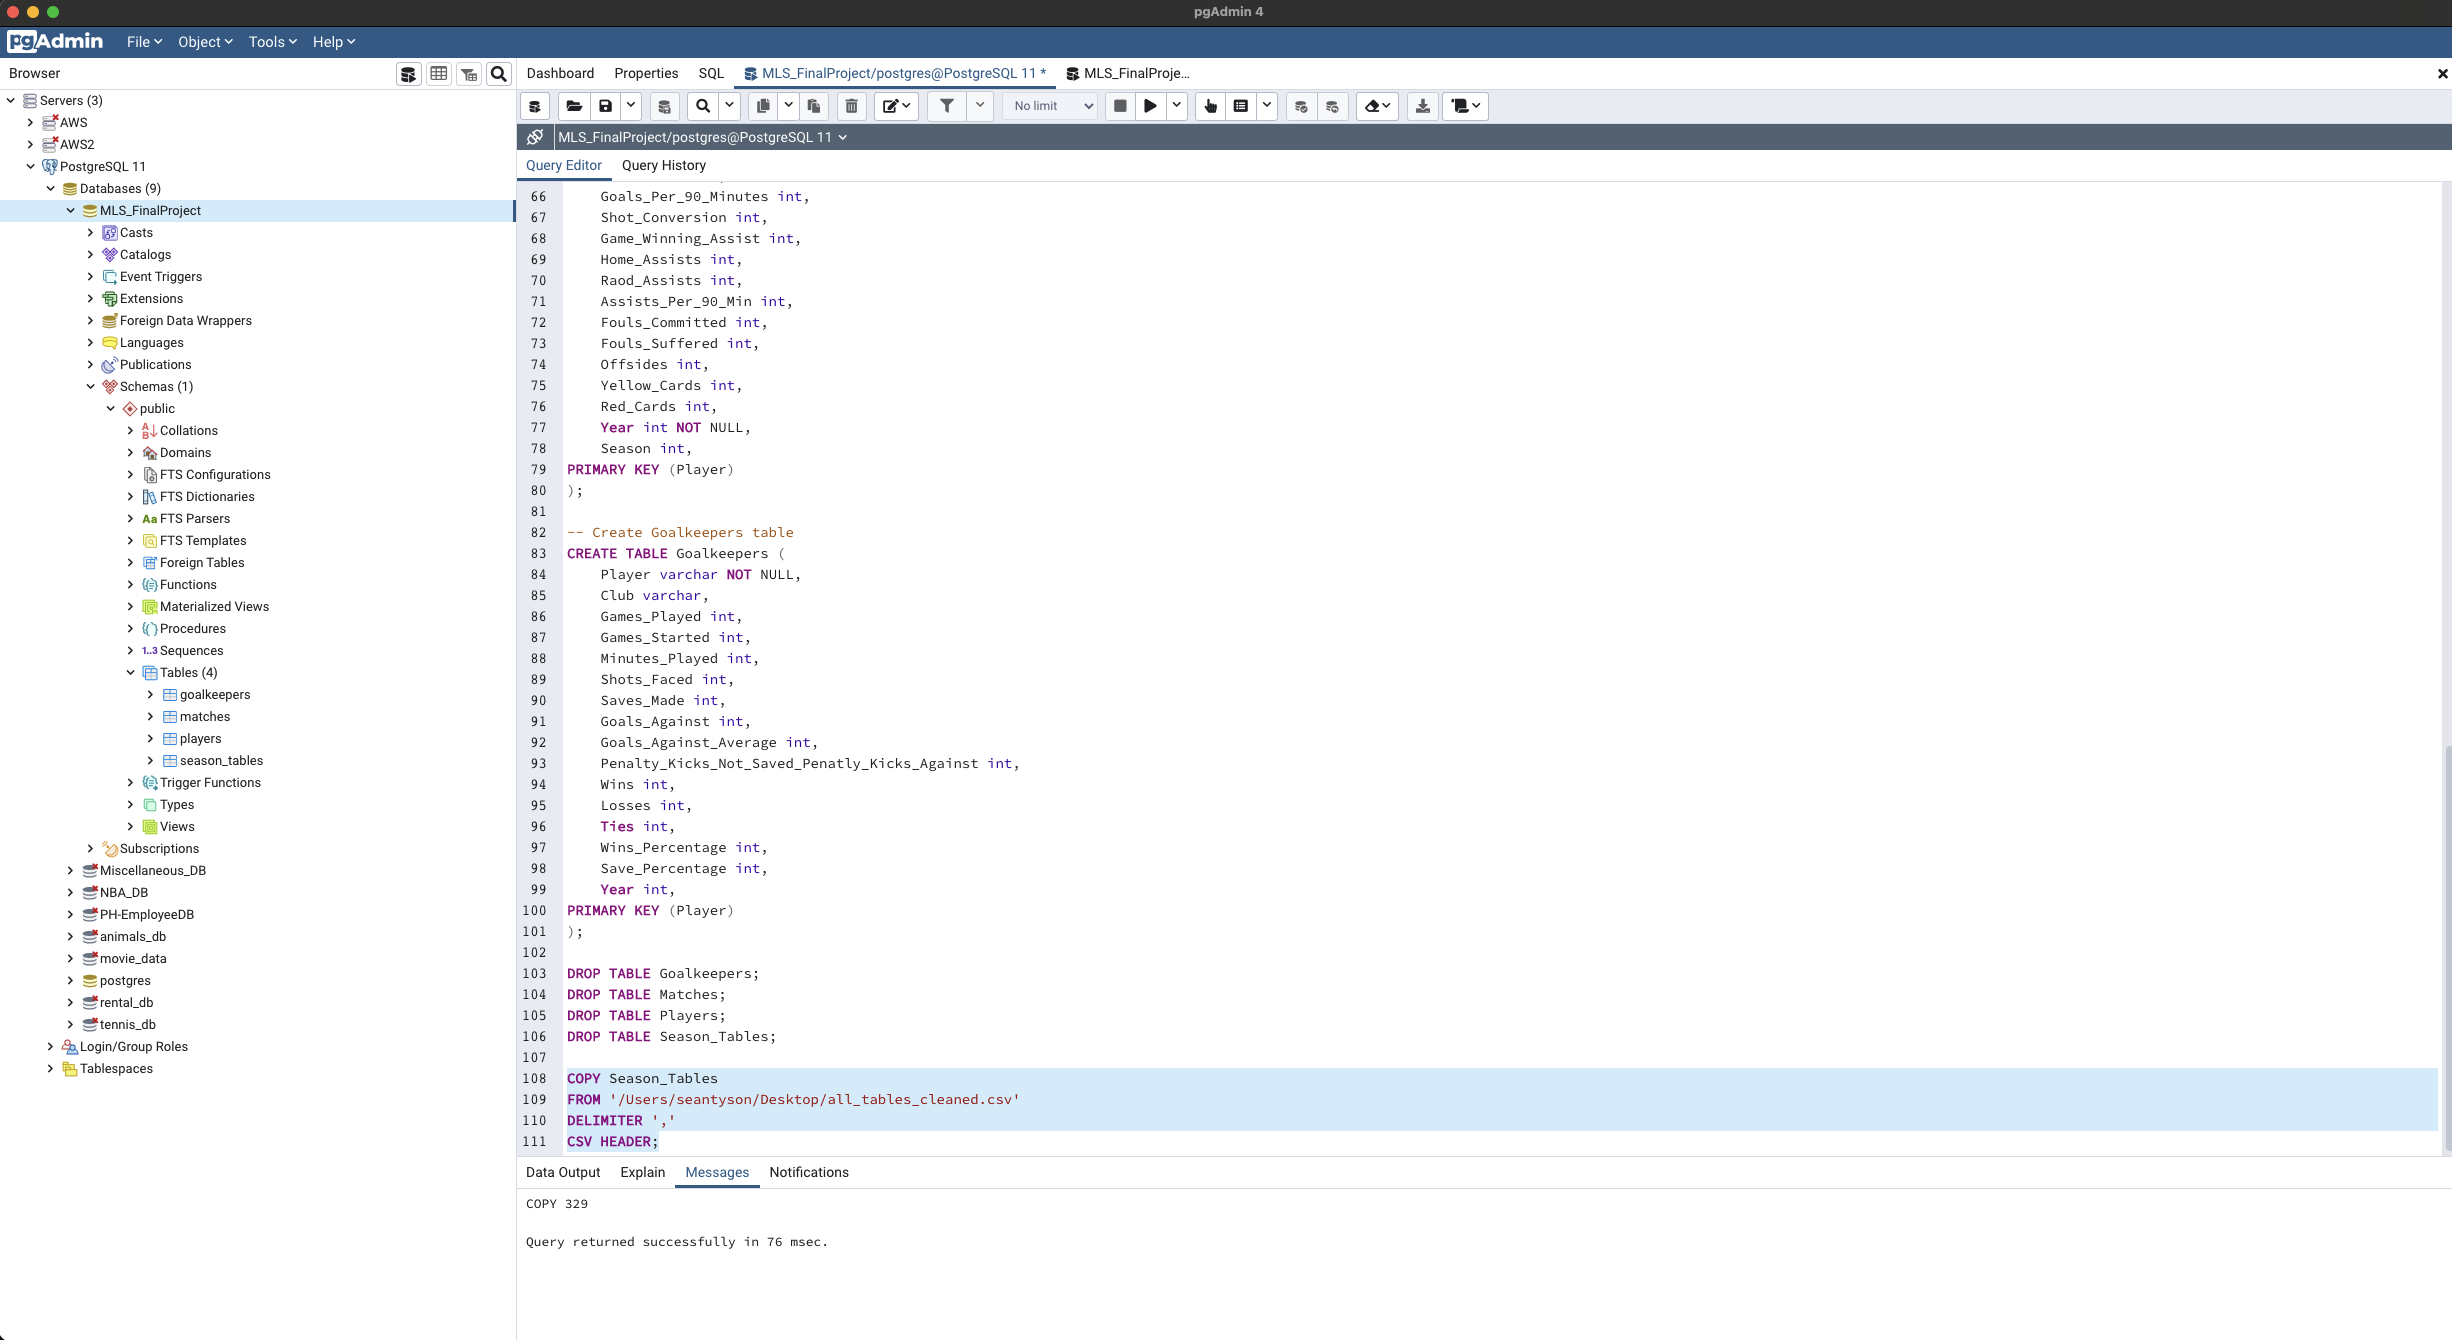 pgAdmin 4
pgAdmin File Object Tools Help
Browser
Servers (3)
AWS
AWS2
PostgreSQL 11
Databases (9)
MLS_FinalProject
Casts
Catalogs
Event Triggers
Extensions
Foreign Data Wrappers
Languages
Publications
Schemas (1)
public
Collations
Domains
FTS Configurations
FTS Dictionaries
Aa FTS Parsers
FTS Templates
Foreign Tables
Functions
Materialized Views
Procedures
1..3 Sequences
Tables (4)
goalkeepers
matches
players
season_tables
Trigger Functions
Types
Views
Subscriptions
Miscellaneous_DB
NBA_DB
PH-EmployeeDB
animals_db
movie_data
postgres
rental_db
tennis_db
Login/Group Roles
Tablespaces
Dashboard Properties SQL MLS_FinalProject/postgres@PostgreSQL 11 * MLS_FinalProje...
No limit
MLS_FinalProject/postgres@PostgreSQL 11
Query Editor Query History
66 Goals_Per_90_Minutes int,
67 Shot_Conversion int,
68 Game_Winning_Assist int,
69 Home_Assists int,
70 Raod_Assists int,
71 Assists_Per_90_Min int,
72 Fouls_Committed int,
73 Fouls_Suffered int,
74 Offsides int,
75 Yellow_Cards int,
76 Red_Cards int,
77 Year int NOT NULL,
78 Season int,
79 PRIMARY KEY (Player)
80 );
81
82 -- Create Goalkeepers table
83 CREATE TABLE Goalkeepers (
84 Player varchar NOT NULL,
85 Club varchar,
86 Games_Played int,
87 Games_Started int,
88 Minutes_Played int,
89 Shots_Faced int,
90 Saves_Made int,
91 Goals_Against int,
92 Goals_Against_Average int,
93 Penalty_Kicks_Not_Saved_Penatly_Kicks_Against int,
94 Wins int,
95 Losses int,
96 Ties int,
97 Wins_Percentage int,
98 Save_Percentage int,
99 Year int,
100 PRIMARY KEY (Player)
101 );
102
103 DROP TABLE Goalkeepers;
104 DROP TABLE Matches;
105 DROP TABLE Players;
106 DROP TABLE Season_Tables;
107
108 COPY Season_Tables
109 FROM '/Users/seantyson/Desktop/all_tables_cleaned.csv'
110 DELIMITER ','
111 CSV HEADER;
Data Output Explain Messages Notifications
COPY 329
Query returned successfully in 76 msec.